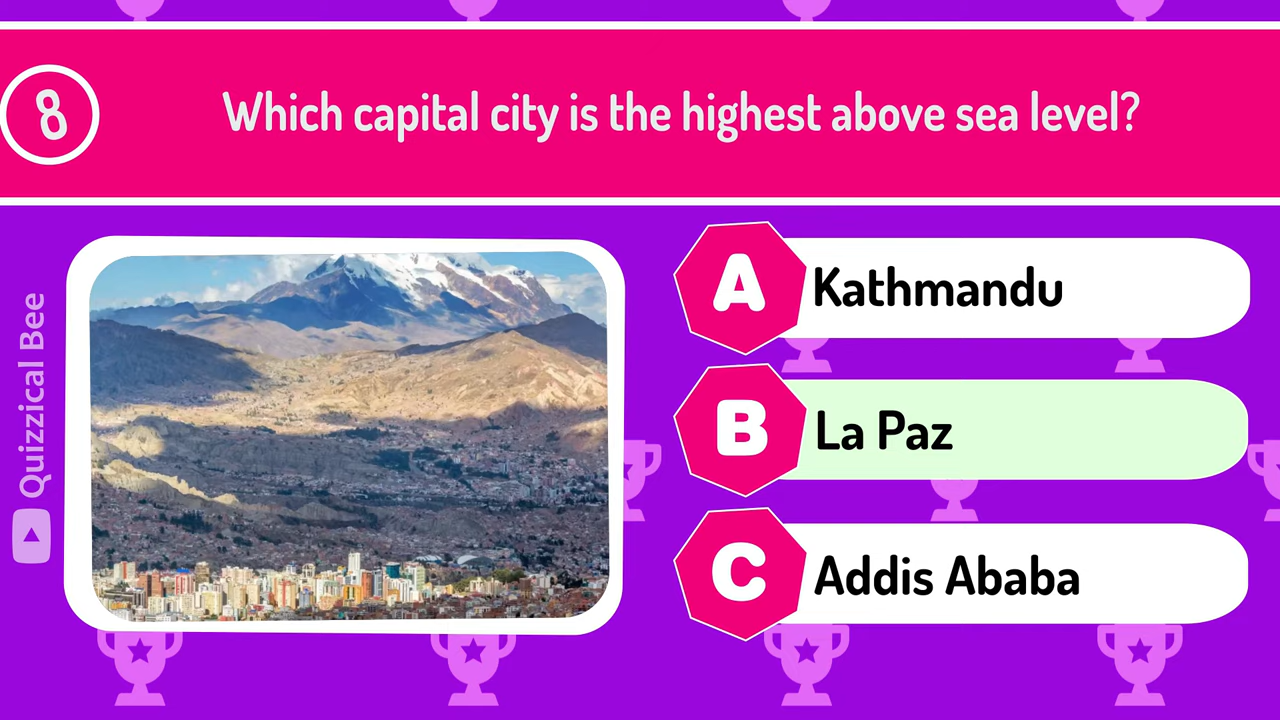 8
Which capital city is the highest above sea level?
Quizzical Bee
A
Kathmandu
B
La Paz
C
Addis Ababa